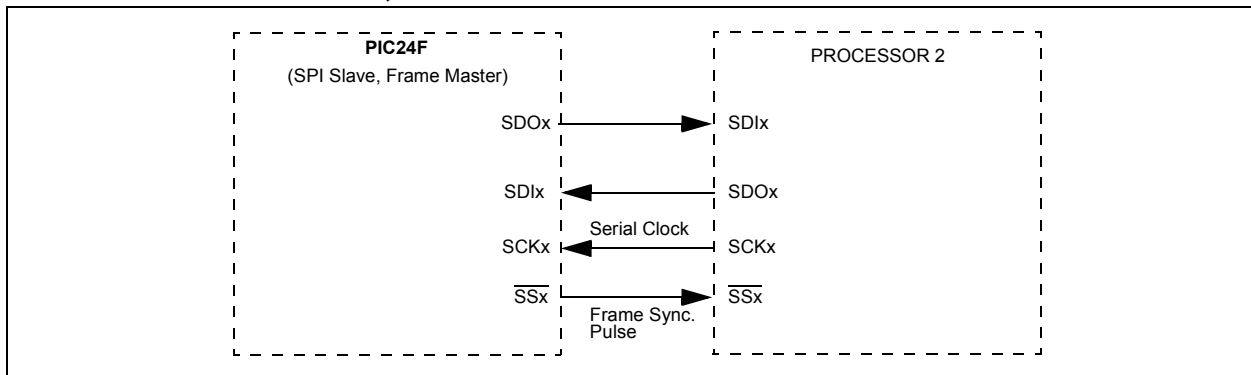 PIC24F
(SPI Slave, Frame Master)
PROCESSOR 2
SDOx
SDIx
SDIx
SDOx
Serial Clock
SCKx
SCKx
SSx
SSx
Frame Sync.
Pulse